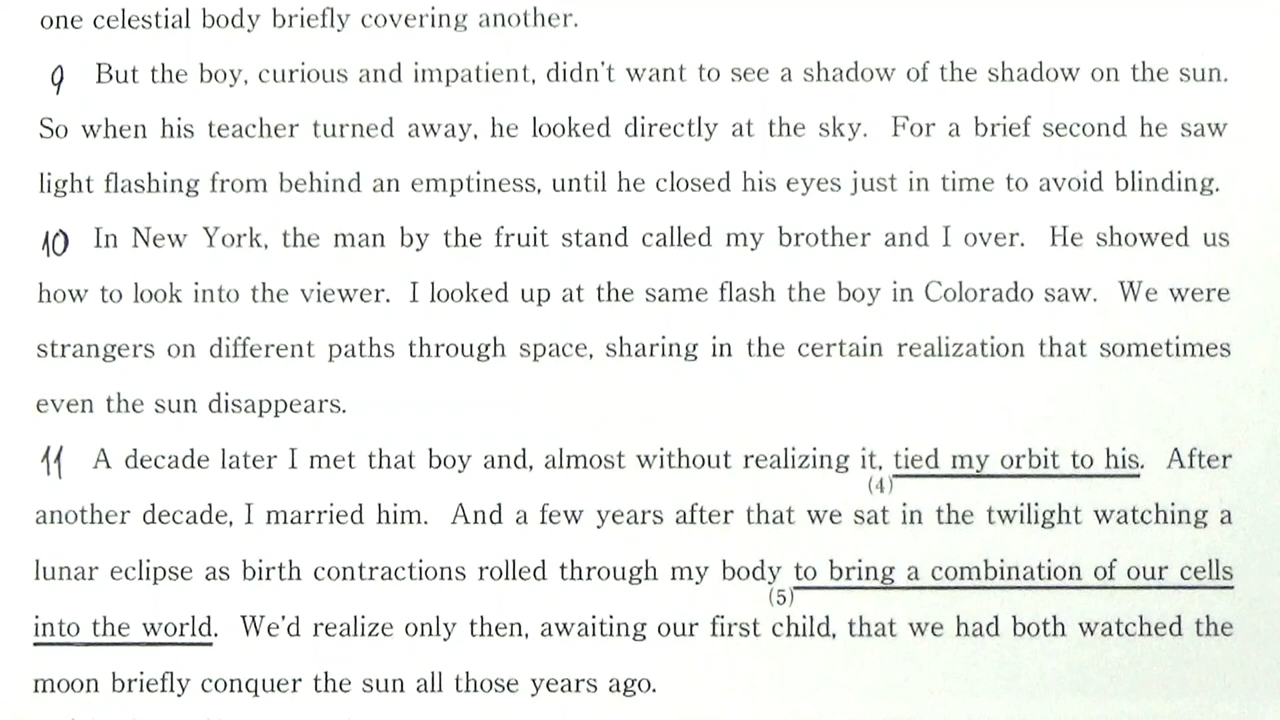 one celestial body briefly covering another.
9 But the boy, curious and impatient, didn't want to see a shadow of the shadow on the sun.
So when his teacher turned away, he looked directly at the sky. For a brief second he saw
light flashing from behind an emptiness, until he closed his eyes just in time to avoid blinding.
10 In New York, the man by the fruit stand called my brother and I over. He showed us
how to look into the viewer. I looked up at the same flash the boy in Colorado saw. We were
strangers on different paths through space, sharing in the certain realization that sometimes
even the sun disappears.
11 A decade later I met that boy and, almost without realizing it, tied my orbit to his. After
(4)
another decade, I married him. And a few years after that we sat in the twilight watching a
lunar eclipse as birth contractions rolled through my body to bring a combination of our cells
(5)
into the world. We'd realize only then, awaiting our first child, that we had both watched the
moon briefly conquer the sun all those years ago.